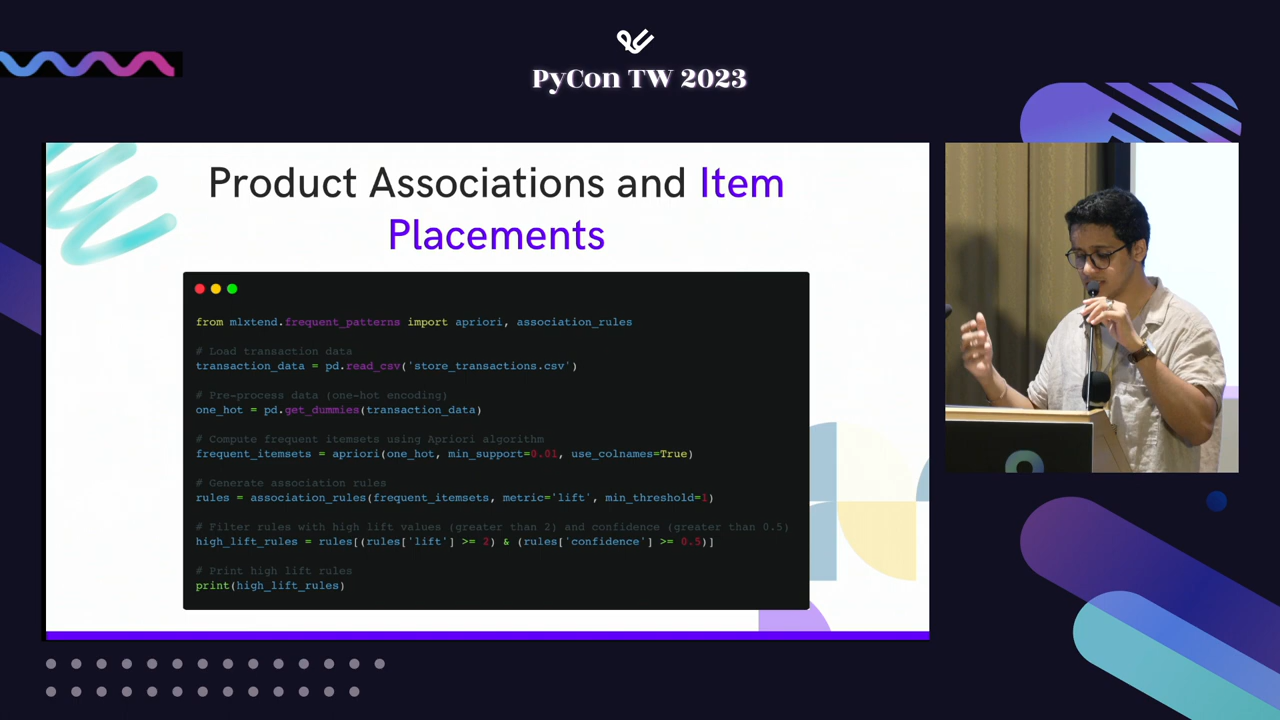 PyCon TW 2023
Product Associations and Item
Placements
from mlxtend.frequent_patterns import apriori, association_rules
# Load transaction data
transaction_data = pd.read_csv('store_transactions.csv')
# Pre-process data (one-hot encoding)
one_hot = pd.get_dummies(transaction_data)
# Compute frequent itemsets using Apriori algorithm
frequent_itemsets = apriori(one_hot, min_support=0.01, use_colnames=True)
# Generate association rules
rules = association_rules(frequent_itemsets, metric='lift', min_threshold=1)
# Filter rules with high lift values (greater than 2) and confidence (greater than 0.5)
high_lift_rules = rules[(rules['lift'] >= 2) & (rules['confidence'] >= 0.5)]
# Print high lift rules
print(high_lift_rules)